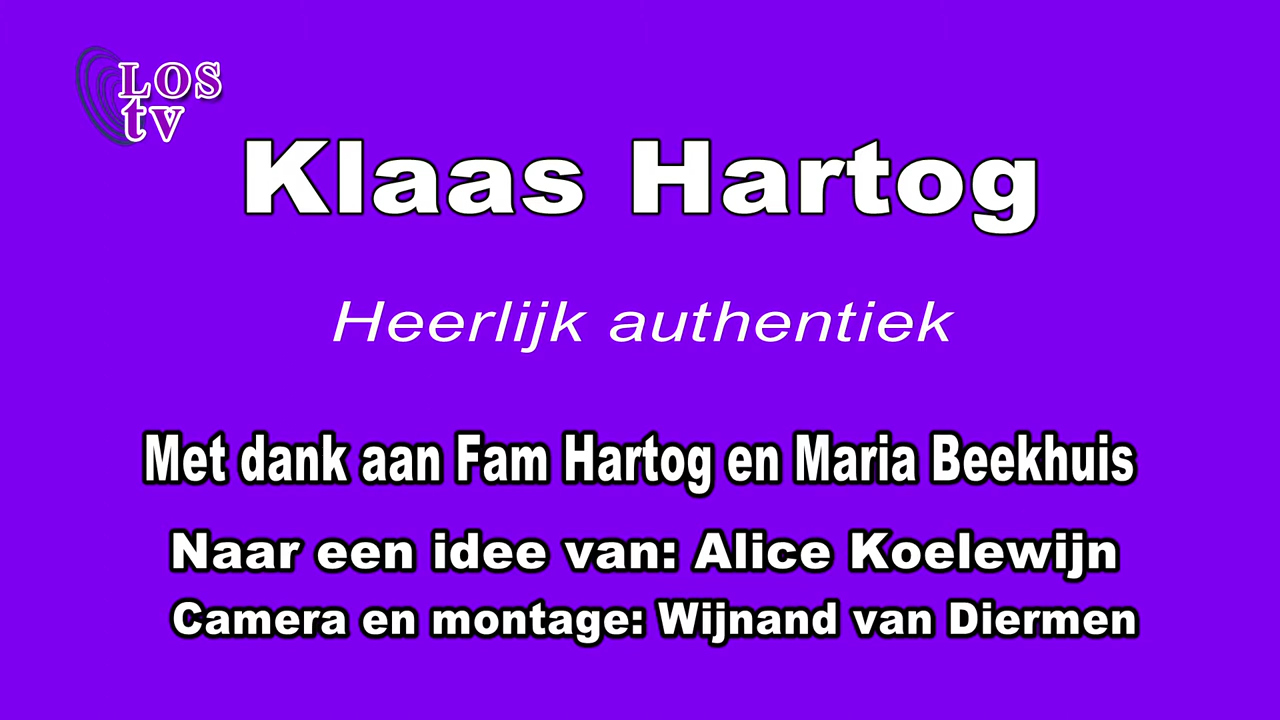 LOS
tv
Klaas Hartog
Heerlijk authentiek
Met dank aan Fam Hartog en Maria Beekhuis
Naar een idee van: Alice Koelewijn
Camera en montage: Wijnand van Diermen